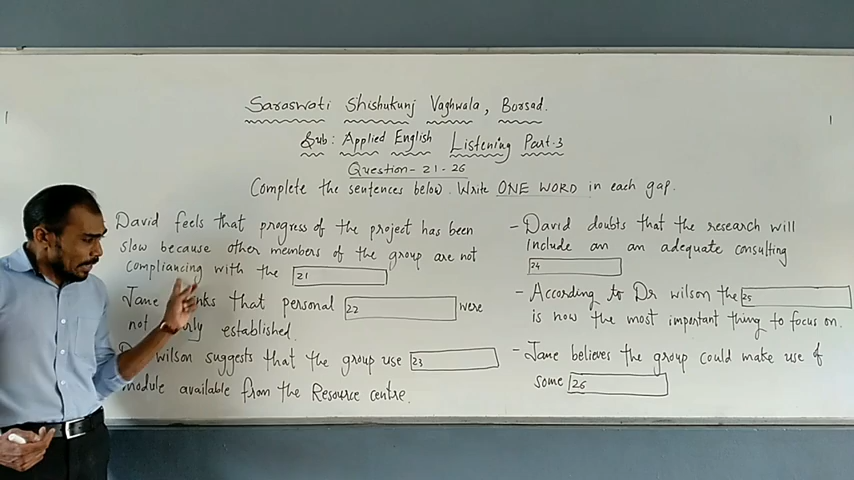 Saraswati Shishukunj Vaghwala, Borsad.
Sub: Applied English Listening Part-3
Question-21-26
Complete the sentences below. Write ONE WORD in each gap.
David feels that progress of the project has been
slow because other members of the group are not
compliancing with the 21
Jane that personal 22 were
not established.
wilson suggests that the group use 23
module available from the Resource centre.
- David doubts that the research will
include an an adequate consulting
24
- According to Dr wilson the 25
is now the most important thing to focus on.
- Jane believes the group could make use of
some 26